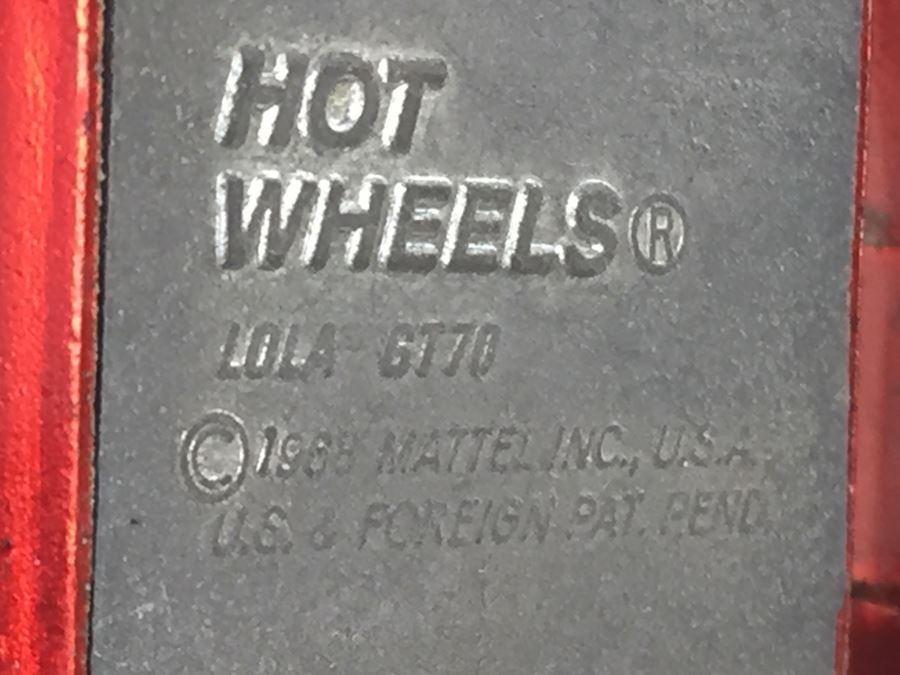 HOT
WHEELS®
LOLA GT70
© 1968 MATTEL INC., U.S.A.
U.S. & FOREIGN PAT. PEND.